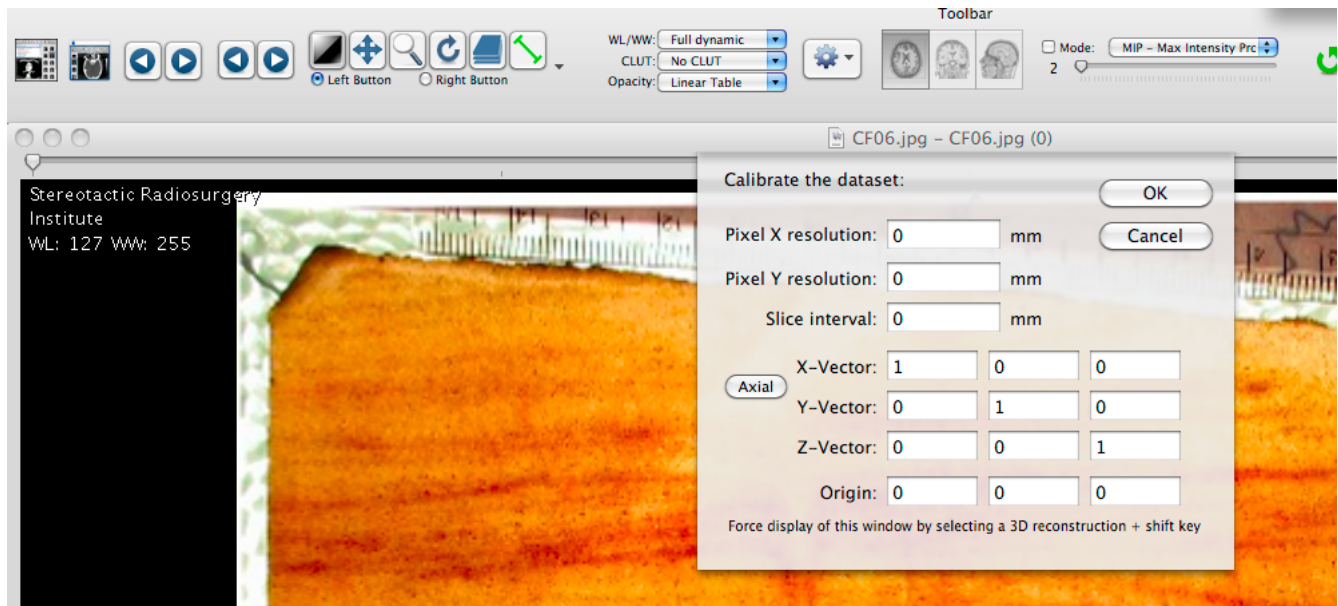 Toolbar
WL/WW: Full dynamic
CLUT: No CLUT
Opacity: Linear Table
Left Button
Right Button
Mode: MIP – Max Intensity Prc
2
CF06.jpg – CF06.jpg (0)
Stereotactic Radiosurgery
Institute
WL: 127 WW: 255
Calibrate the dataset:
OK
Pixel X resolution: 0 mm
Cancel
Pixel Y resolution: 0 mm
Slice interval: 0 mm
X-Vector: 1 0 0
Axial
Y-Vector: 0 1 0
Z-Vector: 0 0 1
Origin: 0 0 0
Force display of this window by selecting a 3D reconstruction + shift key